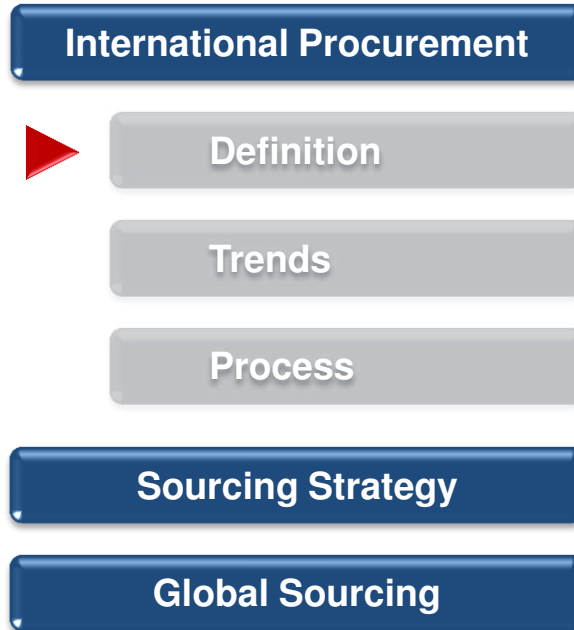 International Procurement
Definition
Trends
Process
Sourcing Strategy
Global Sourcing